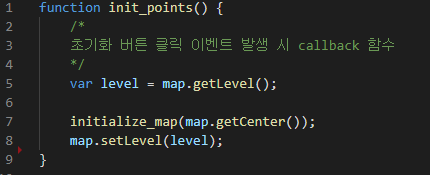 1 function init_points() {
2 /*
3 초기화 버튼 클릭 이벤트 발생 시 callback 함수
4 */
5 var level = map.getLevel();
6
7 initialize_map(map.getCenter());
8 map.setLevel(level);
9 }